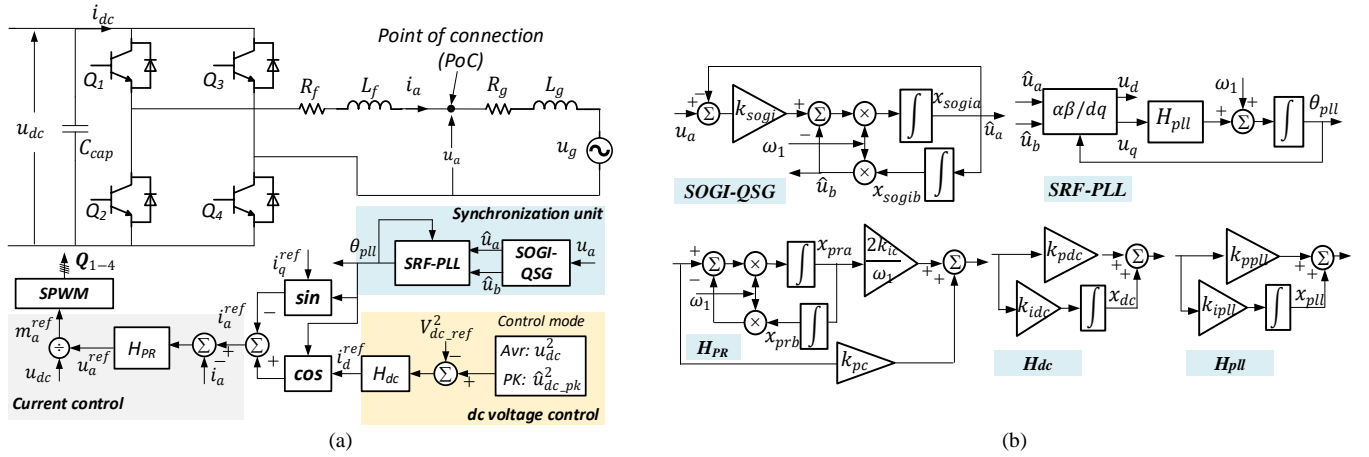 i_dc
Point of connection
(PoC)
Q_1
Q_3
R_f
L_f
i_a
R_g
L_g
u_dc
C_cap
u_a
u_g
Q_2
Q_4
Q_1−4
SPWM
m_a^ref
÷
u_dc
u_a^ref
H_PR
i_a^ref
Σ
i_a
Current control
Σ
i_q^ref
sin
cos
θ_pll
Synchronization unit
SRF-PLL
û_a
û_b
SOGI-QSG
u_a
i_d^ref
H_dc
V_dc_ref^2
Σ
Control mode
Avr: u_dc^2
PK: û_dc_pk^2
dc voltage control
(a)
u_a
Σ
k_sogi
Σ
×
∫
x_sogia
û_a
ω_1
×
û_b
x_sogib
∫
SOGI-QSG
û_a
û_b
αβ/dq
u_d
u_q
H_pll
ω_1
Σ
∫
θ_pll
SRF-PLL
Σ
×
∫
x_pra
2k_ic
ω_1
Σ
ω_1
×
x_prb
∫
k_pc
H_PR
k_pdc
k_idc
∫
x_dc
Σ
H_dc
k_ppll
k_ipll
∫
x_pll
Σ
H_pll
(b)